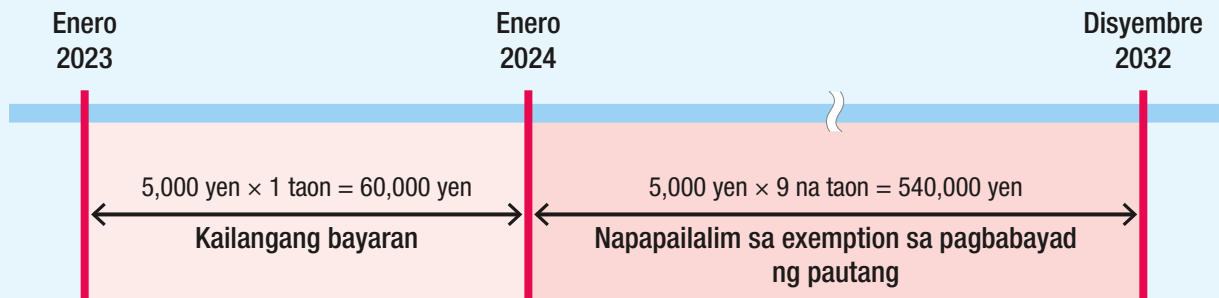 Enero
2023
Enero
2024
Disyembre
2032
5,000 yen × 1 taon = 60,000 yen
5,000 yen × 9 na taon = 540,000 yen
Kailangang bayaran
Napapailalim sa exemption sa pagbabayad
ng pautang